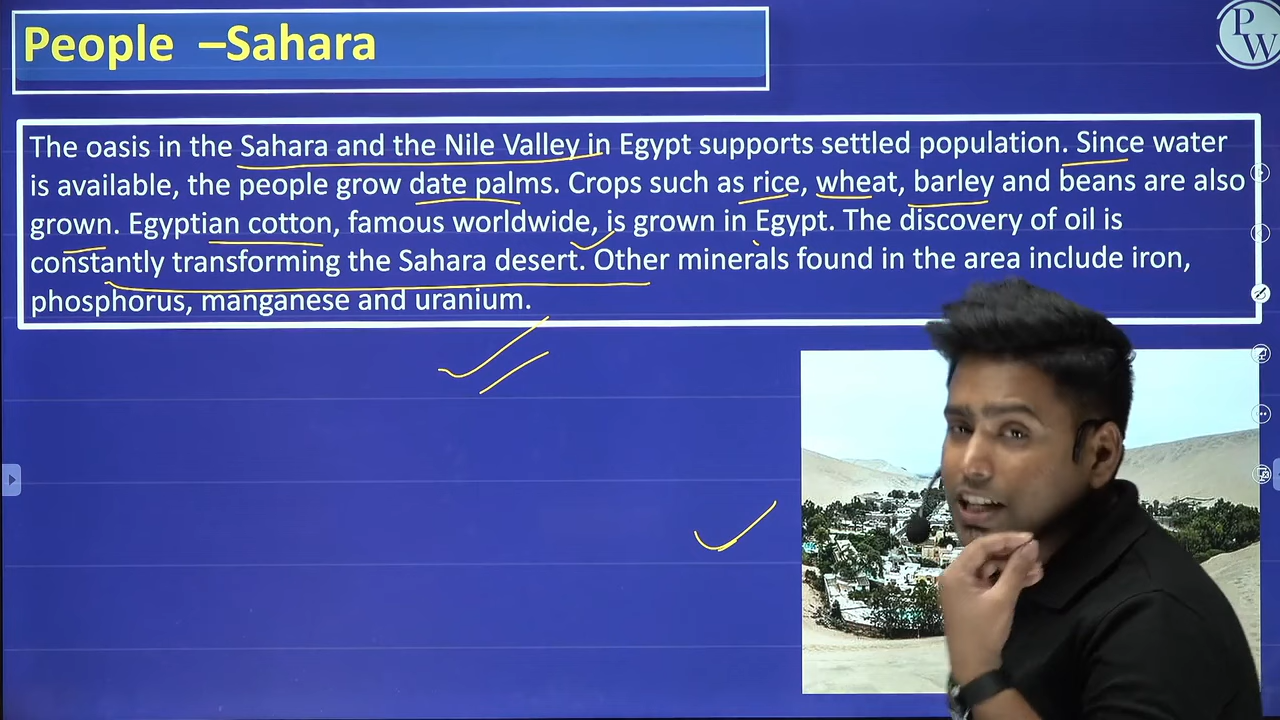 People –Sahara
PW
The oasis in the Sahara and the Nile Valley in Egypt supports settled population. Since water
is available, the people grow date palms. Crops such as rice, wheat, barley and beans are also
grown. Egyptian cotton, famous worldwide, is grown in Egypt. The discovery of oil is
constantly transforming the Sahara desert. Other minerals found in the area include iron,
phosphorus, manganese and uranium.